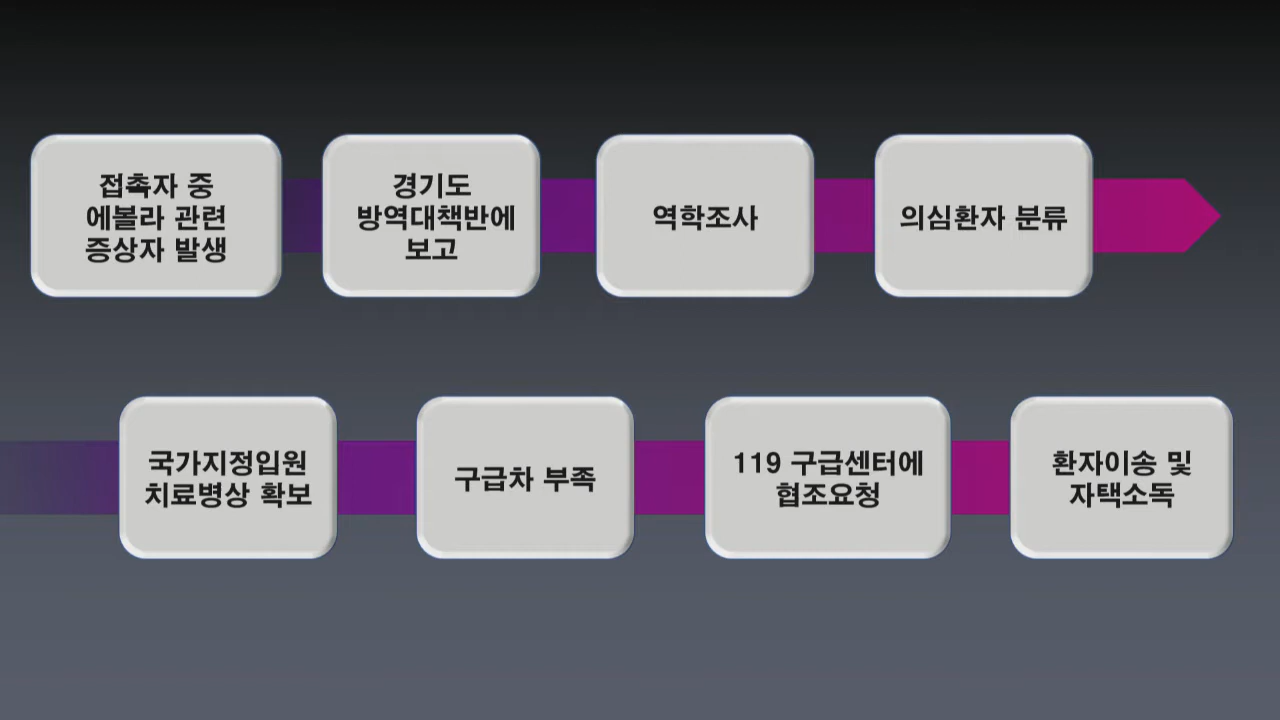 접촉자 중
에볼라 관련
증상자 발생
경기도
방역대책반에
보고
역학조사
의심환자 분류
국가지정입원
치료병상 확보
구급차 부족
119 구급센터에
협조요청
환자이송 및
자택소독